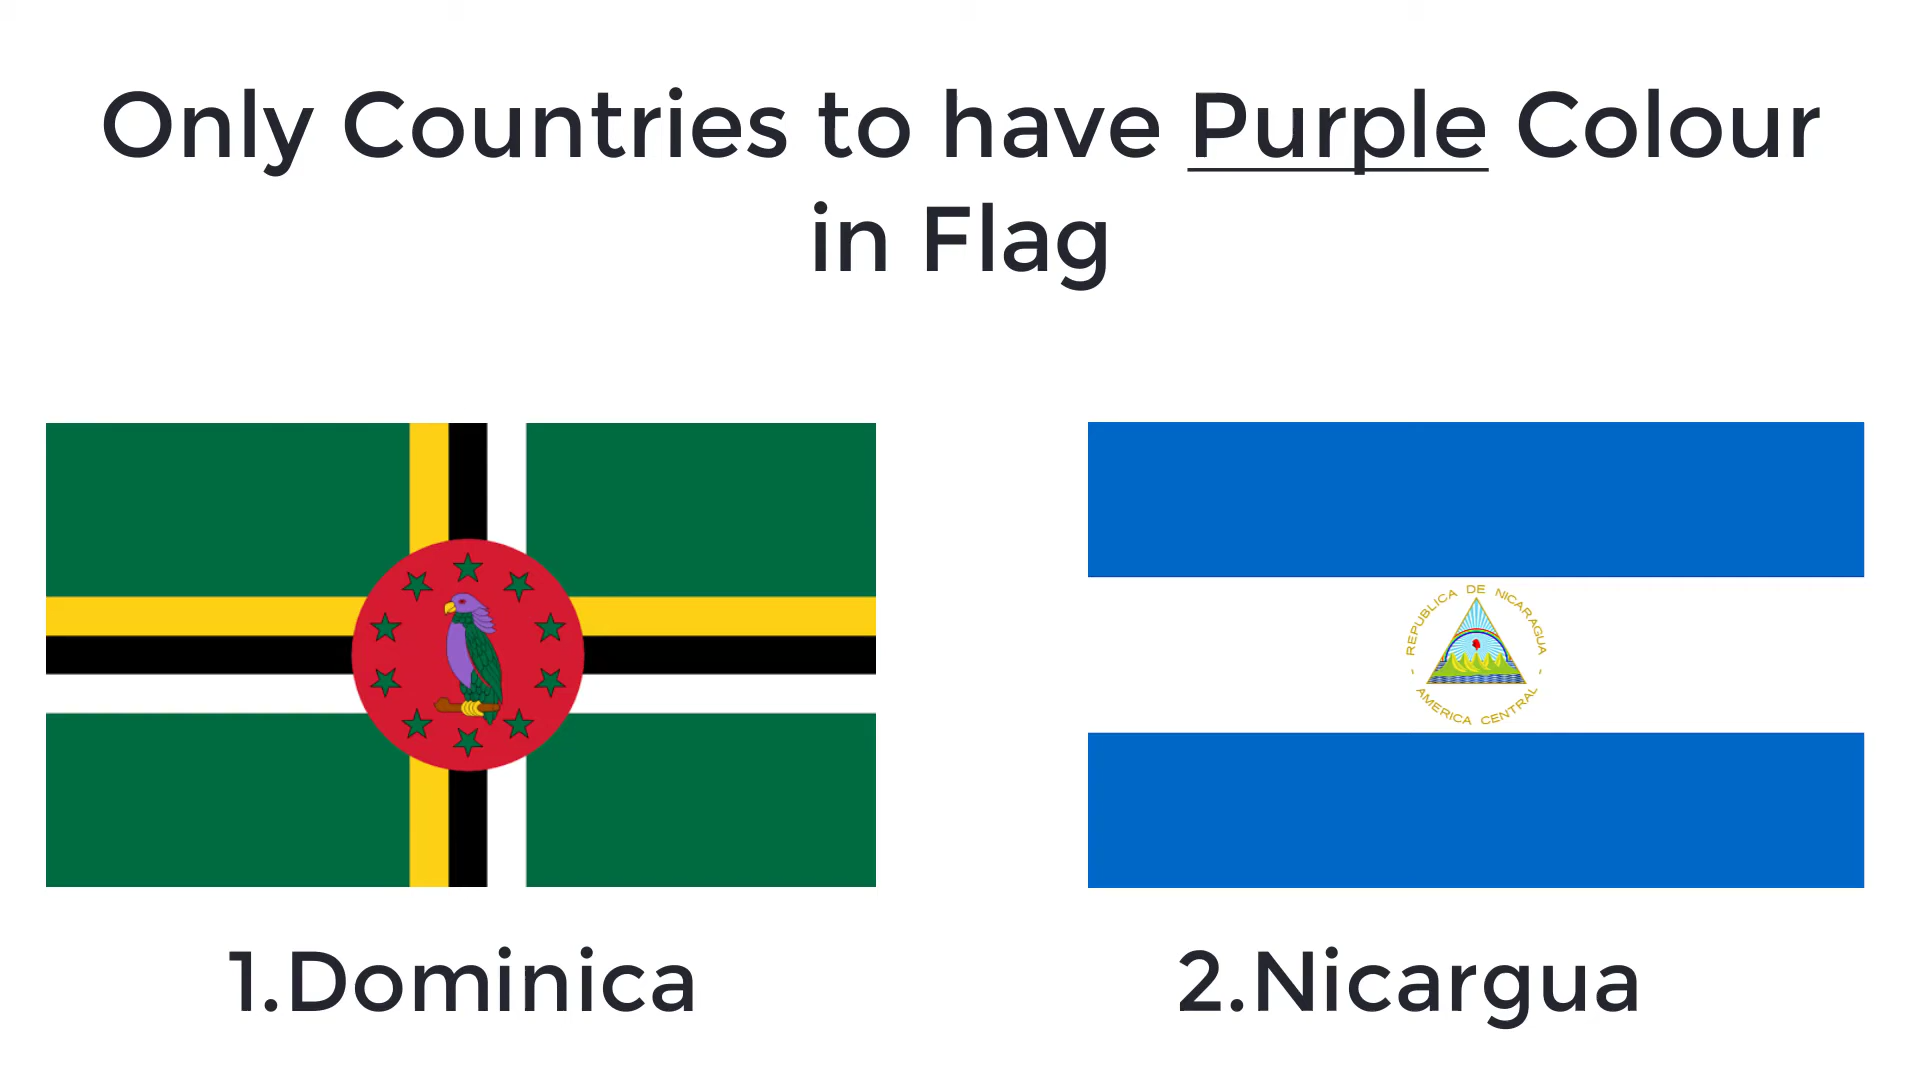 Only Countries to have Purple Colour
in Flag
REPUBLICA DE NICARAGUA
- AMERICA CENTRAL -
1.Dominica
2.Nicargua